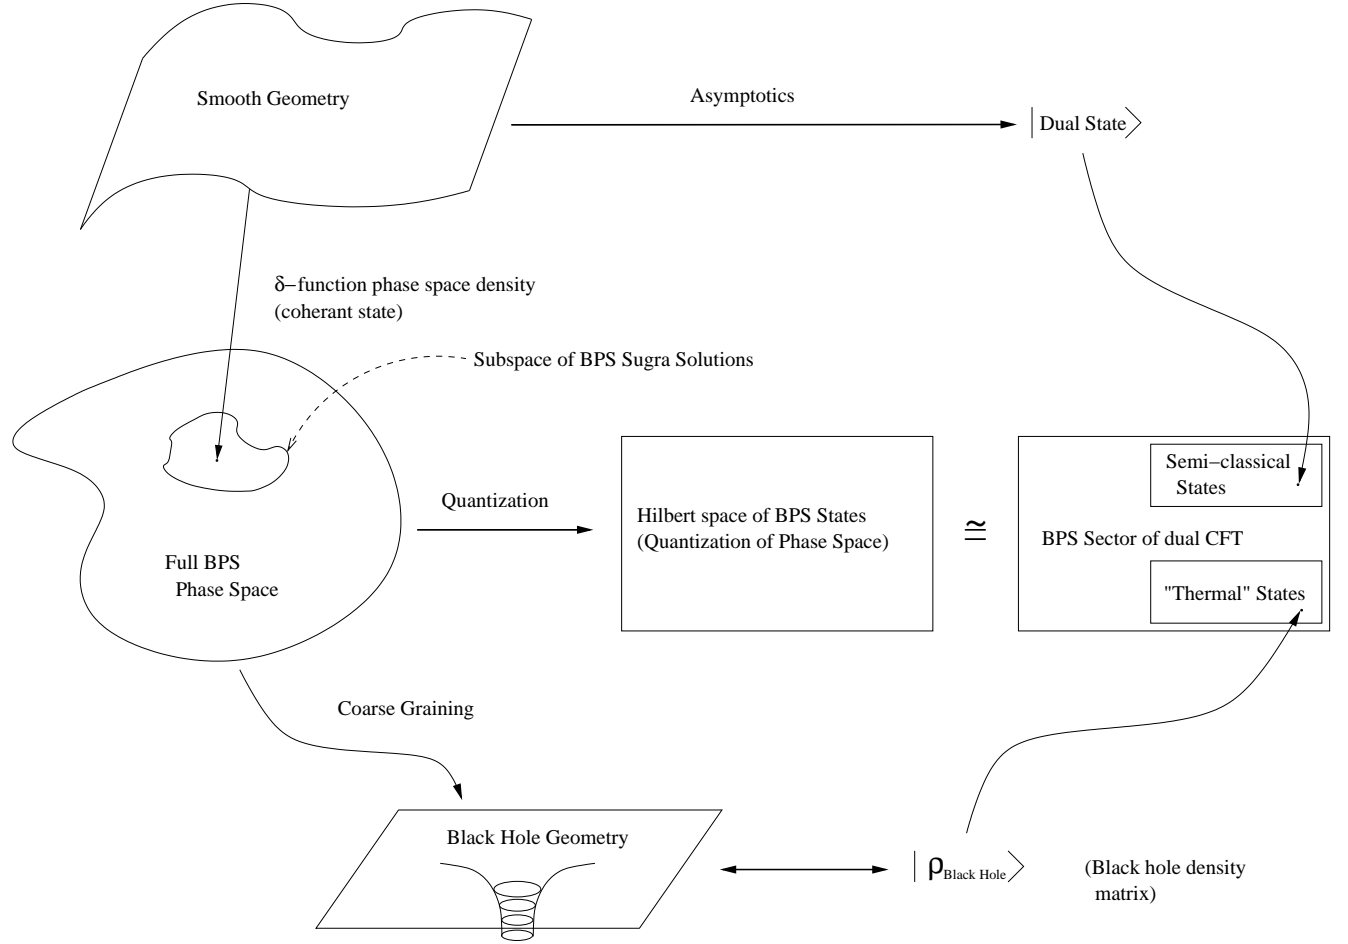 Smooth Geometry
Asymptotics
|Dual State⟩
δ−function phase space density
(coherant state)
Subspace of BPS Sugra Solutions
Semi−classical
States
Quantization
Hilbert space of BPS States
(Quantization of Phase Space)
≅
BPS Sector of dual CFT
Full BPS
Phase Space
"Thermal" States
Coarse Graining
Black Hole Geometry
|ρBlack Hole⟩
(Black hole density
matrix)